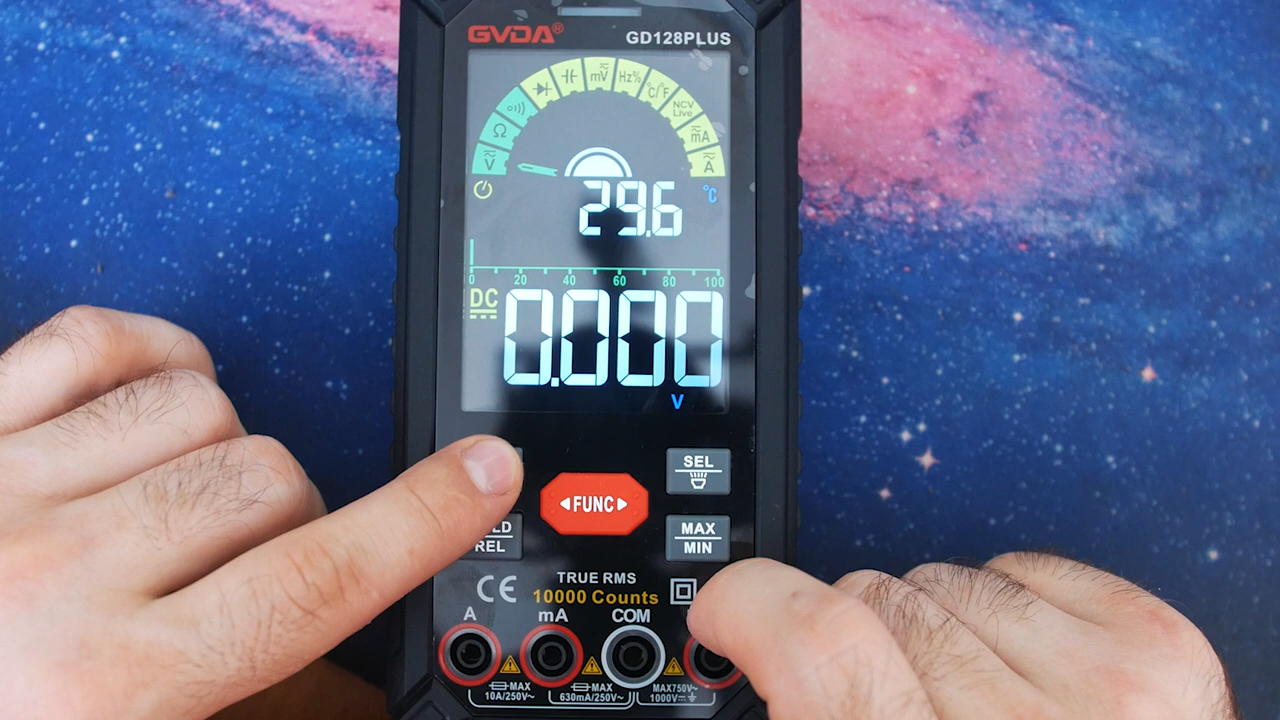 GVDA®
GD128PLUS
Ṽ Ω mV Hz% °C/°F NCV Live mA A
29.6 °C
0 20 40 60 80 100
DC
0.000
V
SEL
FUNC
REL
MAX
MIN
CE
TRUE RMS
10000 Counts
A mA COM
MAX
10A/250V~
MAX
630mA/250V~
MAX750V~
1000V